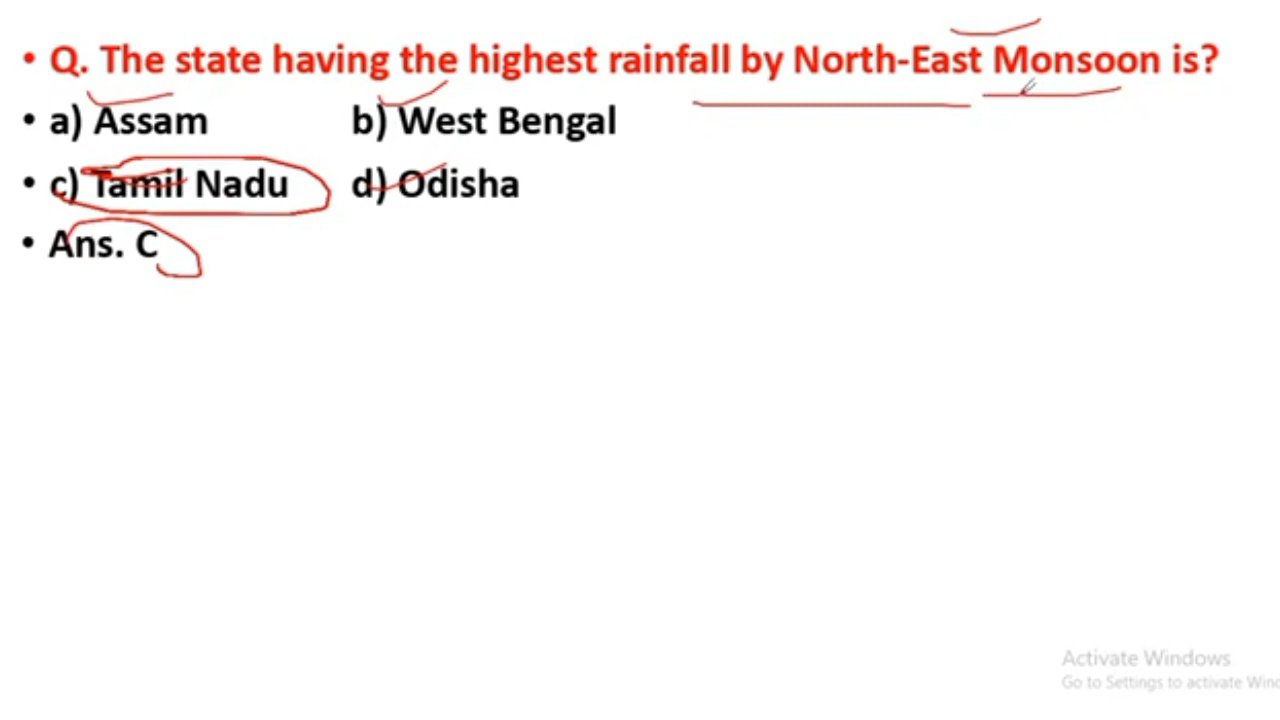 • Q. The state having the highest rainfall by North-East Monsoon is?
• a) Assam b) West Bengal
• c) Tamil Nadu d) Odisha
• Ans. C
Activate Windows
Go to Settings to activate Wind